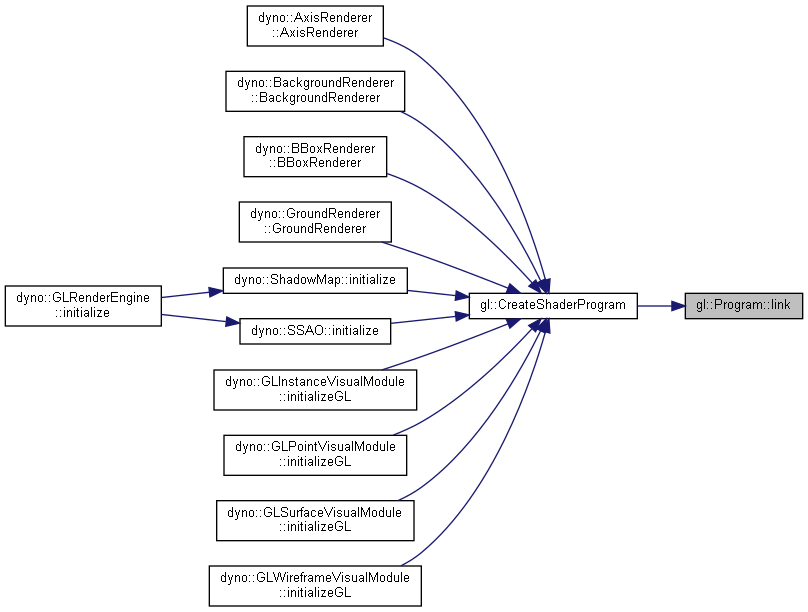 dyno::AxisRenderer
::AxisRenderer
dyno::BackgroundRenderer
::BackgroundRenderer
dyno::BBoxRenderer
::BBoxRenderer
dyno::GroundRenderer
::GroundRenderer
dyno::ShadowMap::initialize
dyno::GLRenderEngine
::initialize
dyno::SSAO::initialize
gl::CreateShaderProgram
gl::Program::link
dyno::GLInstanceVisualModule
::initializeGL
dyno::GLPointVisualModule
::initializeGL
dyno::GLSurfaceVisualModule
::initializeGL
dyno::GLWireframeVisualModule
::initializeGL